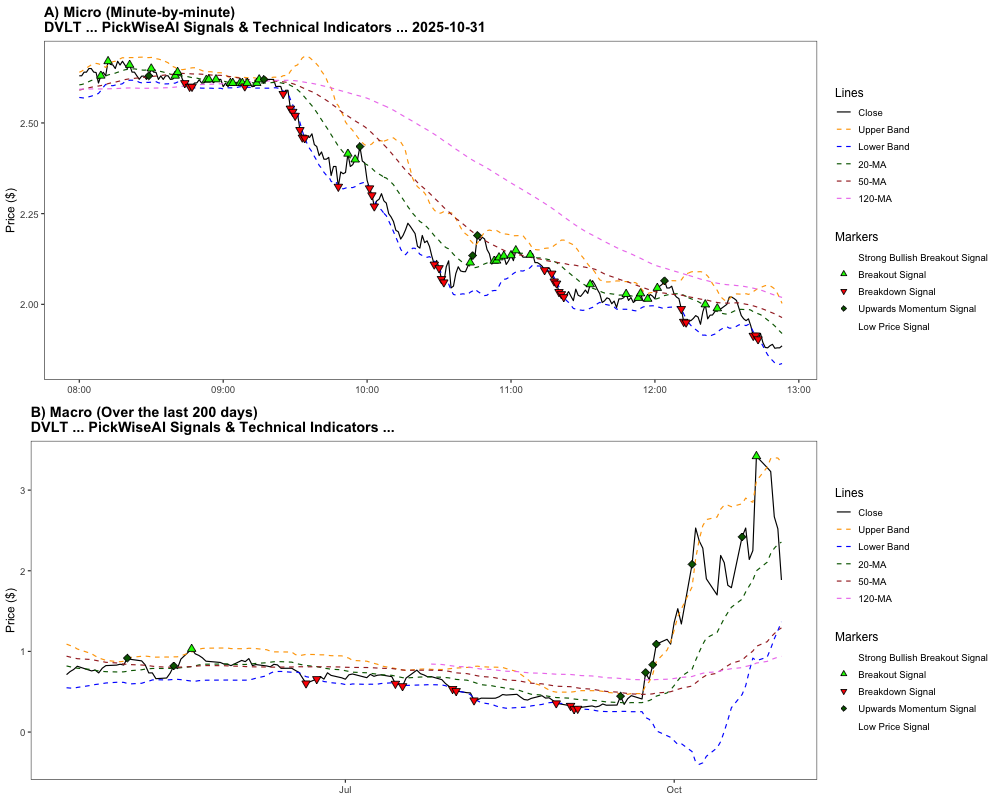 A) Micro (Minute-by-minute)
DVLT ... PickWiseAI Signals & Technical Indicators ... 2025-10-31
Price ($)
2.50
2.25
2.00
08:00
09:00
10:00
11:00
12:00
13:00
Lines
Close
Upper Band
Lower Band
20-MA
50-MA
120-MA
Markers
Strong Bullish Breakout Signal
Breakout Signal
Breakdown Signal
Upwards Momentum Signal
Low Price Signal
B) Macro (Over the last 200 days)
DVLT ... PickWiseAI Signals & Technical Indicators ...
Price ($)
3
2
1
0
Jul
Oct
Lines
Close
Upper Band
Lower Band
20-MA
50-MA
120-MA
Markers
Strong Bullish Breakout Signal
Breakout Signal
Breakdown Signal
Upwards Momentum Signal
Low Price Signal